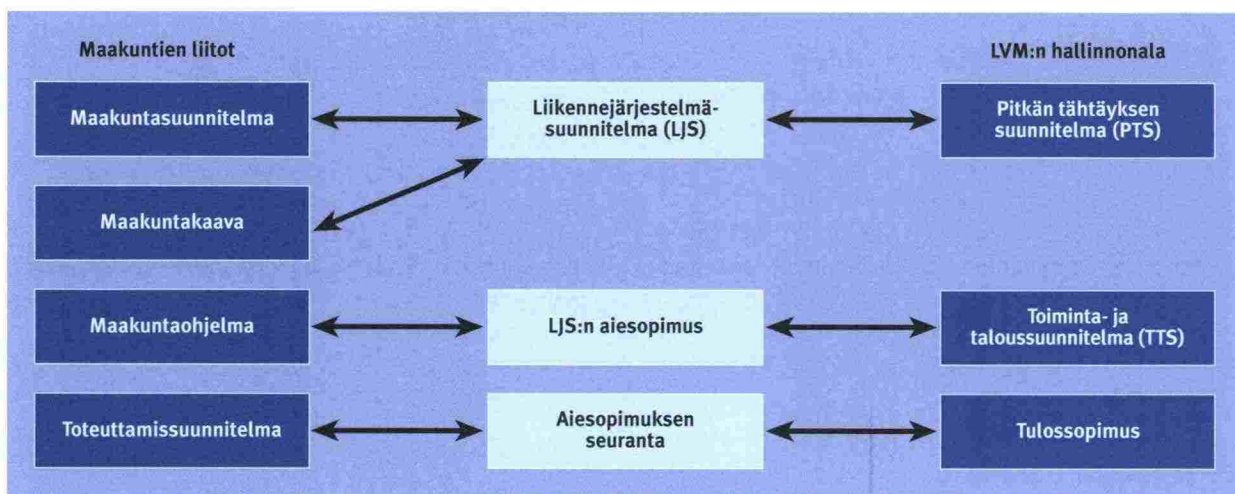 Maakuntien liitot
LVM:n hallinnonala
Maakuntasuunnitelma
Liikennejärjestelmä-
suunnitelma (LJS)
Pitkän tähtäyksen
suunnitelma (PTS)
Maakuntakaava
Maakuntaohjelma
LJS:n aiesopimus
Toiminta- ja
taloussuunnitelma (TTS)
Toteuttamissuunnitelma
Aiesopimuksen
seuranta
Tulossopimus